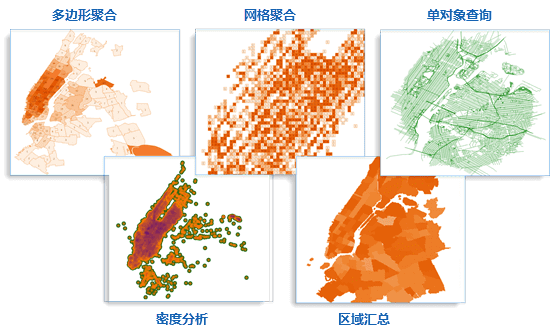 多边形聚合
网格聚合
单对象查询
密度分析
区域汇总